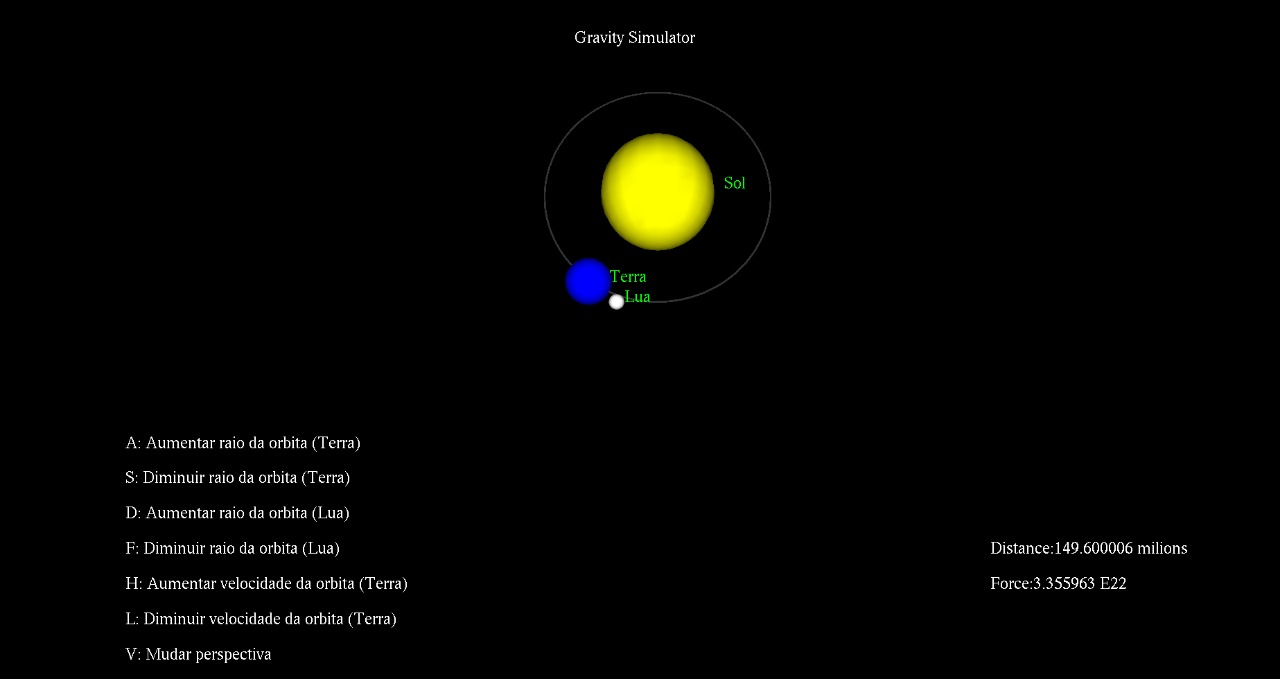 Gravity Simulator
Sol
Terra
Lua
A: Aumentar raio da orbita (Terra)
S: Diminuir raio da orbita (Terra)
D: Aumentar raio da orbita (Lua)
F: Diminuir raio da orbita (Lua)
H: Aumentar velocidade da orbita (Terra)
L: Diminuir velocidade da orbita (Terra)
V: Mudar perspectiva
Distance:149.600006 milions
Force:3.355963 E22